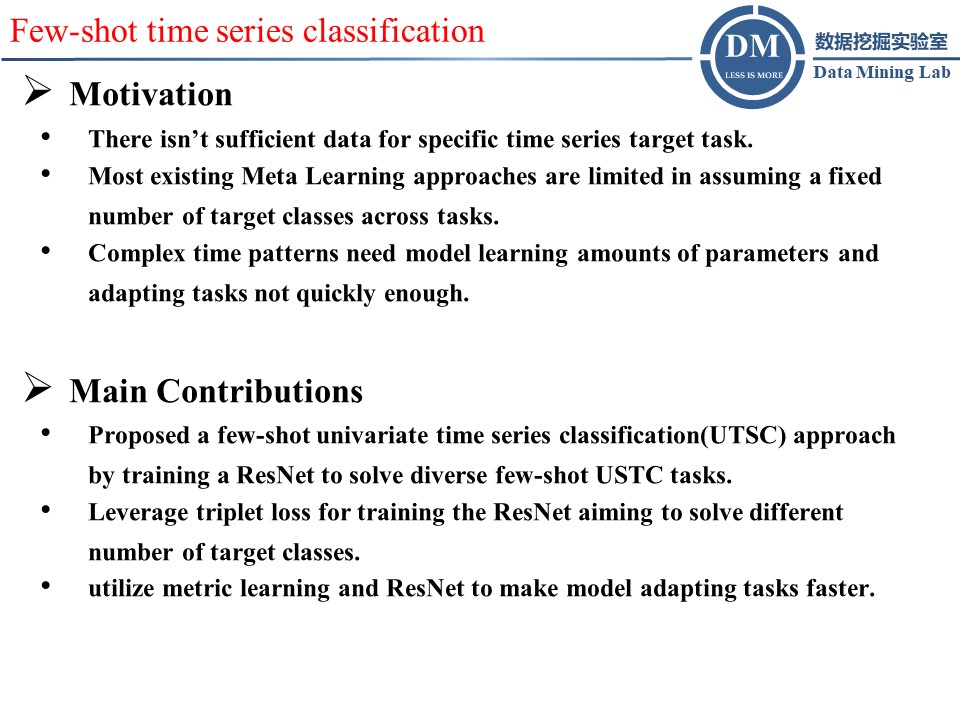 Few-shot time series classification
DM
LESS IS MORE
数据挖掘实验室
Data Mining Lab
Motivation
• There isn’t sufficient data for specific time series target task.
• Most existing Meta Learning approaches are limited in assuming a fixed
number of target classes across tasks.
• Complex time patterns need model learning amounts of parameters and
adapting tasks not quickly enough.
Main Contributions
• Proposed a few-shot univariate time series classification(UTSC) approach
by training a ResNet to solve diverse few-shot USTC tasks.
• Leverage triplet loss for training the ResNet aiming to solve different
number of target classes.
• utilize metric learning and ResNet to make model adapting tasks faster.